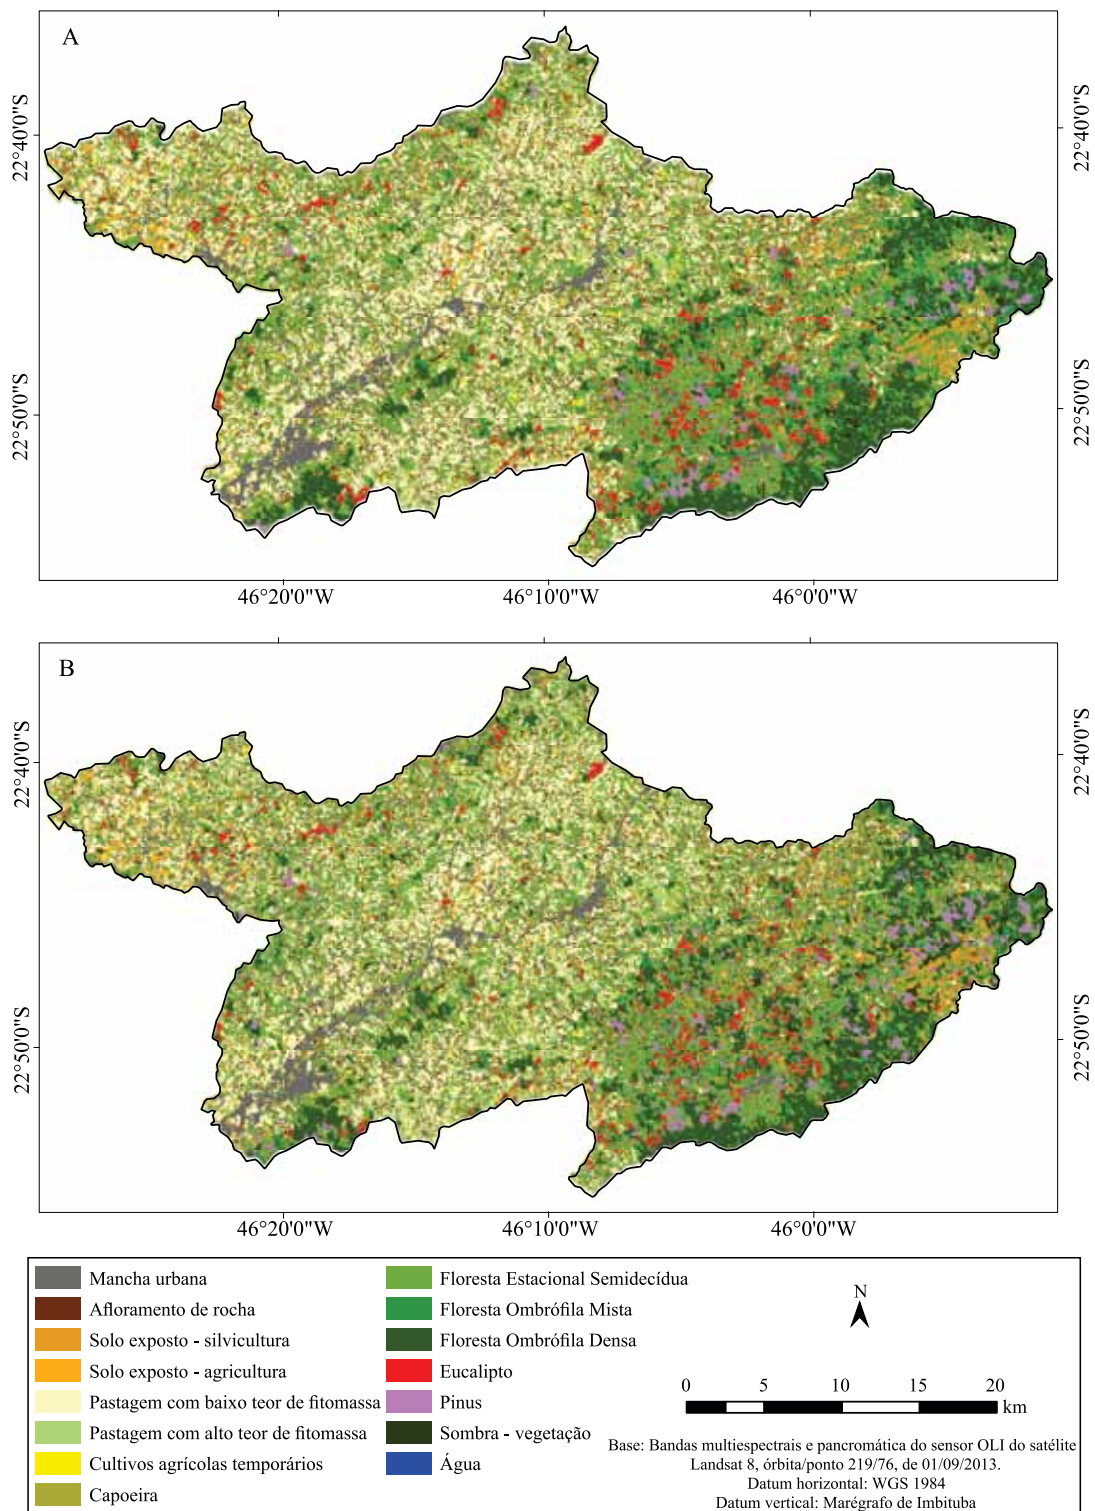 A
22°40'0"S
22°40'0"S
22°50'0"S
22°50'0"S
46°20'0"W
46°10'0"W
46°0'0"W
B
22°40'0"S
22°40'0"S
22°50'0"S
22°50'0"S
46°20'0"W
46°10'0"W
46°0'0"W
Mancha urbana
Afloramento de rocha
Solo exposto - silvicultura
Solo exposto - agricultura
Pastagem com baixo teor de fitomassa
Pastagem com alto teor de fitomassa
Cultivos agrícolas temporários
Capoeira
Floresta Estacional Semidecídua
Floresta Ombrófila Mista
Floresta Ombrófila Densa
Eucalipto
Pinus
Sombra - vegetação
Água
N
0 5 10 15 20
km
Base: Bandas multiespectrais e pancromática do sensor OLI do satélite
Landsat 8, órbita/ponto 219/76, de 01/09/2013.
Datum horizontal: WGS 1984
Datum vertical: Marégrafo de Imbituba